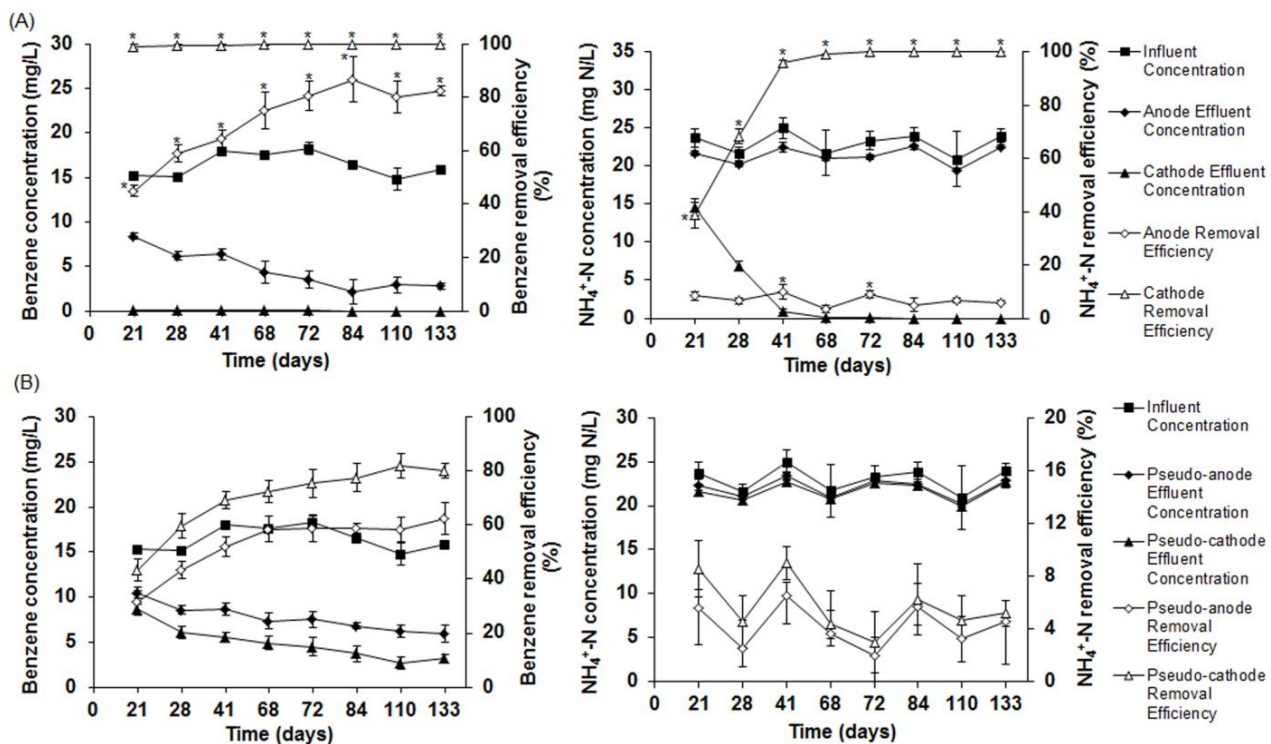 (A)
Benzene concentration (mg/L)
30
25
20
15
10
5
0
* * * * * * * *
* * * * * * * *
100
80
60
40
20
0
Benzene removal efficiency
(%)
0 21 28 41 68 72 84 110 133
Time (days)
NH₄⁺-N concentration (mg N/L)
35
30
25
20
15
10
5
0
* * * * * *
*
*
* *
100
80
60
40
20
0
NH₄⁺-N removal efficiency (%)
0 21 28 41 68 72 84 110 133
Time (days)
Influent
Concentration
Anode Effluent
Concentration
Cathode Effluent
Concentration
Anode Removal
Efficiency
Cathode
Removal
Efficiency
(B)
Benzene concentration (mg/L)
30
25
20
15
10
5
0
100
80
60
40
20
0
Benzene removal efficiency
(%)
0 21 28 41 68 72 84 110 133
Time (days)
NH₄⁺-N concentration (mg N/L)
30
25
20
15
10
5
0
20
16
12
8
4
0
NH₄⁺-N removal efficiency (%)
0 21 28 41 68 72 84 110 133
Time (days)
Influent
Concentration
Pseudo-anode
Effluent
Concentration
Pseudo-cathode
Effluent
Concentration
Pseudo-anode
Removal
Efficiency
Pseudo-cathode
Removal
Efficiency